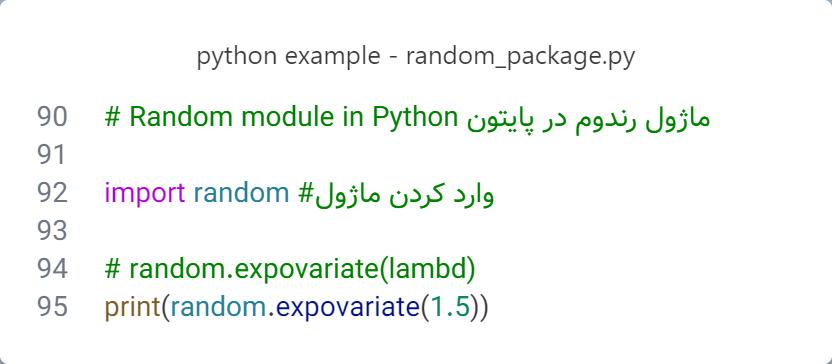 python example - random_package.py
90 # Random module in Python ماژول رندوم در پایتون
91
92 import random #وارد کردن ماژول
93
94 # random.expovariate(lambd)
95 print(random.expovariate(1.5))